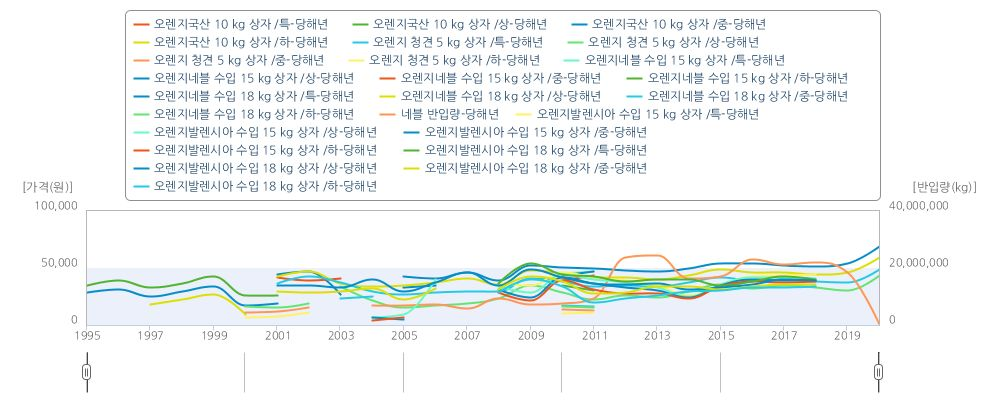 오렌지국산 10 kg 상자 /특-당해년 오렌지국산 10 kg 상자 /상-당해년 오렌지국산 10 kg 상자 /중-당해년
오렌지국산 10 kg 상자 /하-당해년 오렌지 청견 5 kg 상자 /특-당해년 오렌지 청견 5 kg 상자 /상-당해년
오렌지 청견 5 kg 상자 /중-당해년 오렌지 청견 5 kg 상자 /하-당해년 오렌지네블 수입 15 kg 상자 /특-당해년
오렌지네블 수입 15 kg 상자 /상-당해년 오렌지네블 수입 15 kg 상자 /중-당해년 오렌지네블 수입 15 kg 상자 /하-당해년
오렌지네블 수입 18 kg 상자 /특-당해년 오렌지네블 수입 18 kg 상자 /상-당해년 오렌지네블 수입 18 kg 상자 /중-당해년
오렌지네블 수입 18 kg 상자 /하-당해년 네블 반입량-당해년 오렌지발렌시아 수입 15 kg 상자 /특-당해년
오렌지발렌시아 수입 15 kg 상자 /상-당해년 오렌지발렌시아 수입 15 kg 상자 /중-당해년
오렌지발렌시아 수입 15 kg 상자 /하-당해년 오렌지발렌시아 수입 18 kg 상자 /특-당해년
오렌지발렌시아 수입 18 kg 상자 /상-당해년 오렌지발렌시아 수입 18 kg 상자 /중-당해년
오렌지발렌시아 수입 18 kg 상자 /하-당해년
[가격(원)] [반입량(kg)]
100,000 40,000,000
50,000 20,000,000
0 0
1995 1997 1999 2001 2003 2005 2007 2009 2011 2013 2015 2017 2019